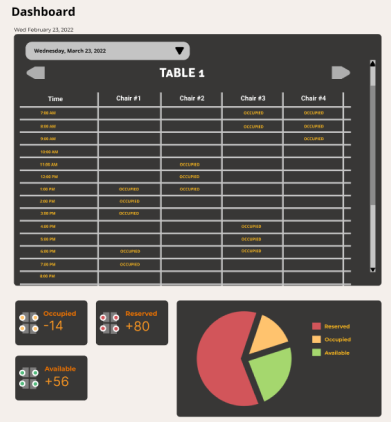 Dashboard
Wed February 23, 2022
Wednesday, March 23, 2022
TABLE 1
Time Chair #1 Chair #2 Chair #3 Chair #4
7:00 AM OCCUPIED OCCUPIED
8:00 AM OCCUPIED OCCUPIED
9:00 AM OCCUPIED
10:00 AM
11:00 AM OCCUPIED
12:00 PM OCCUPIED
1:00 PM OCCUPIED OCCUPIED
2:00 PM OCCUPIED
3:00 PM OCCUPIED
4:00 PM OCCUPIED
5:00 PM OCCUPIED
6:00 PM OCCUPIED OCCUPIED
7:00 PM OCCUPIED
8:00 PM
Occupied
-14
Reserved
+80
Available
+56
Reserved
Occupied
Available